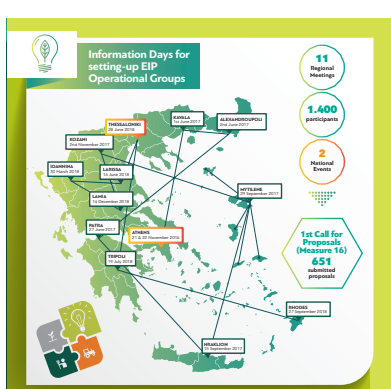 Information Days for
setting-up EIP
Operational Groups
11
Regional
Meetings
1.400
participants
2
National
Events
1st Call for
Proposals
(Measure 16)
651
submitted
proposals
THESSALONIKI
28 June 2018
KAVALA
1st June 2017
ALEXANDROUPOLI
2nd June 2017
KOZANI
2nd November 2017
IOANNINA
30 March 2018
LARISSA
14 June 2018
MYTILENE
29 September 2017
LAMIA
14 December 2018
PATRA
27 June 2017
ATHENS
21 & 22 November 2016
TRIPOLI
19 July 2018
RHODES
27 September 2018
HRAKLION
15 September 2017